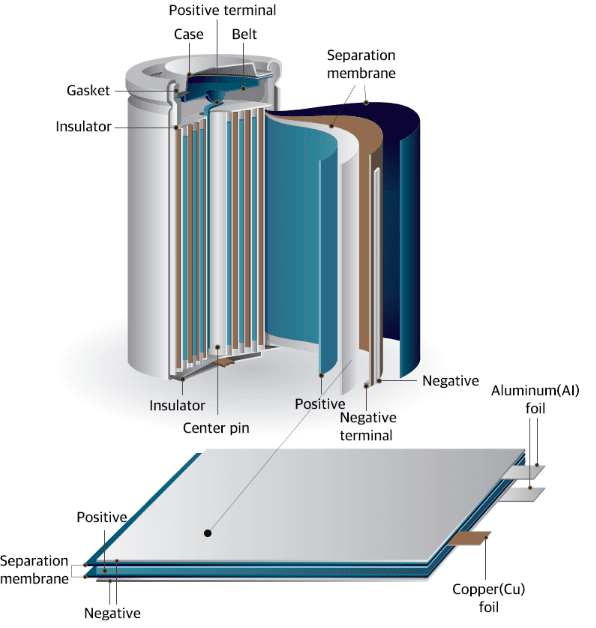 Positive terminal
Case
Belt
Separation
membrane
Gasket
Insulator
Insulator
Center pin
Positive
Negative
terminal
Negative
Aluminum(Al)
foil
Positive
Separation
membrane
Negative
Copper(Cu)
foil